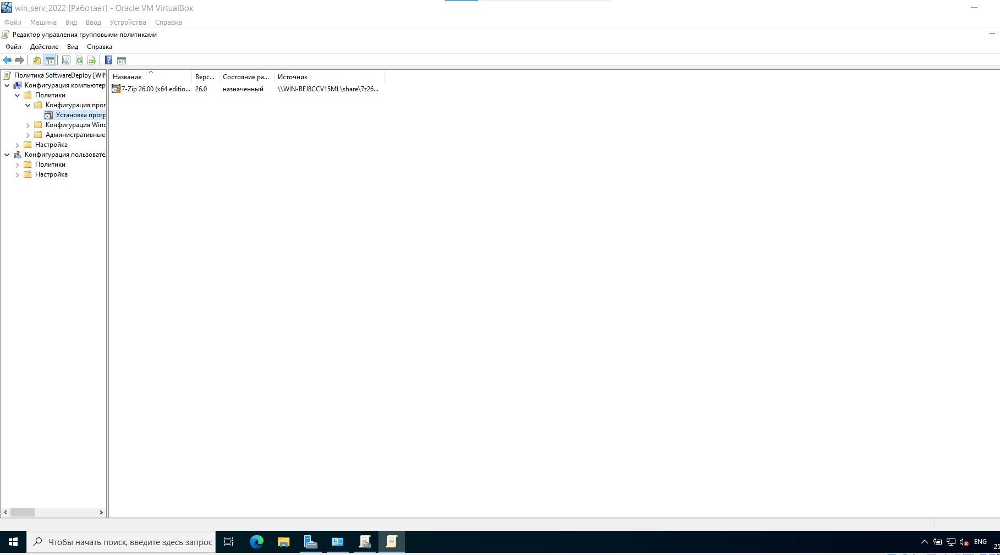 win_serv_2022 [Работает] - Oracle VM VirtualBox
Файл Машина Вид Ввод Устройства Справка
Редактор управления групповыми политиками
Файл Действие Вид Справка
Политика SoftwareDeploy [WIN
Конфигурация компьютер
Политики
Конфигурация прог
Установка прогр
Конфигурация Winc
Административные
Настройка
Конфигурация пользовате
Политики
Настройка
Название Верс... Состояние ра... Источник
7-Zip 26.00 (x64 editio... 26.0 назначенный \\WIN-REJ8CCV15ML\share\7z26...
Чтобы начать поиск, введите здесь запрос
ENG
25